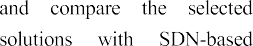 and compare the selected
solutions with SDN-based